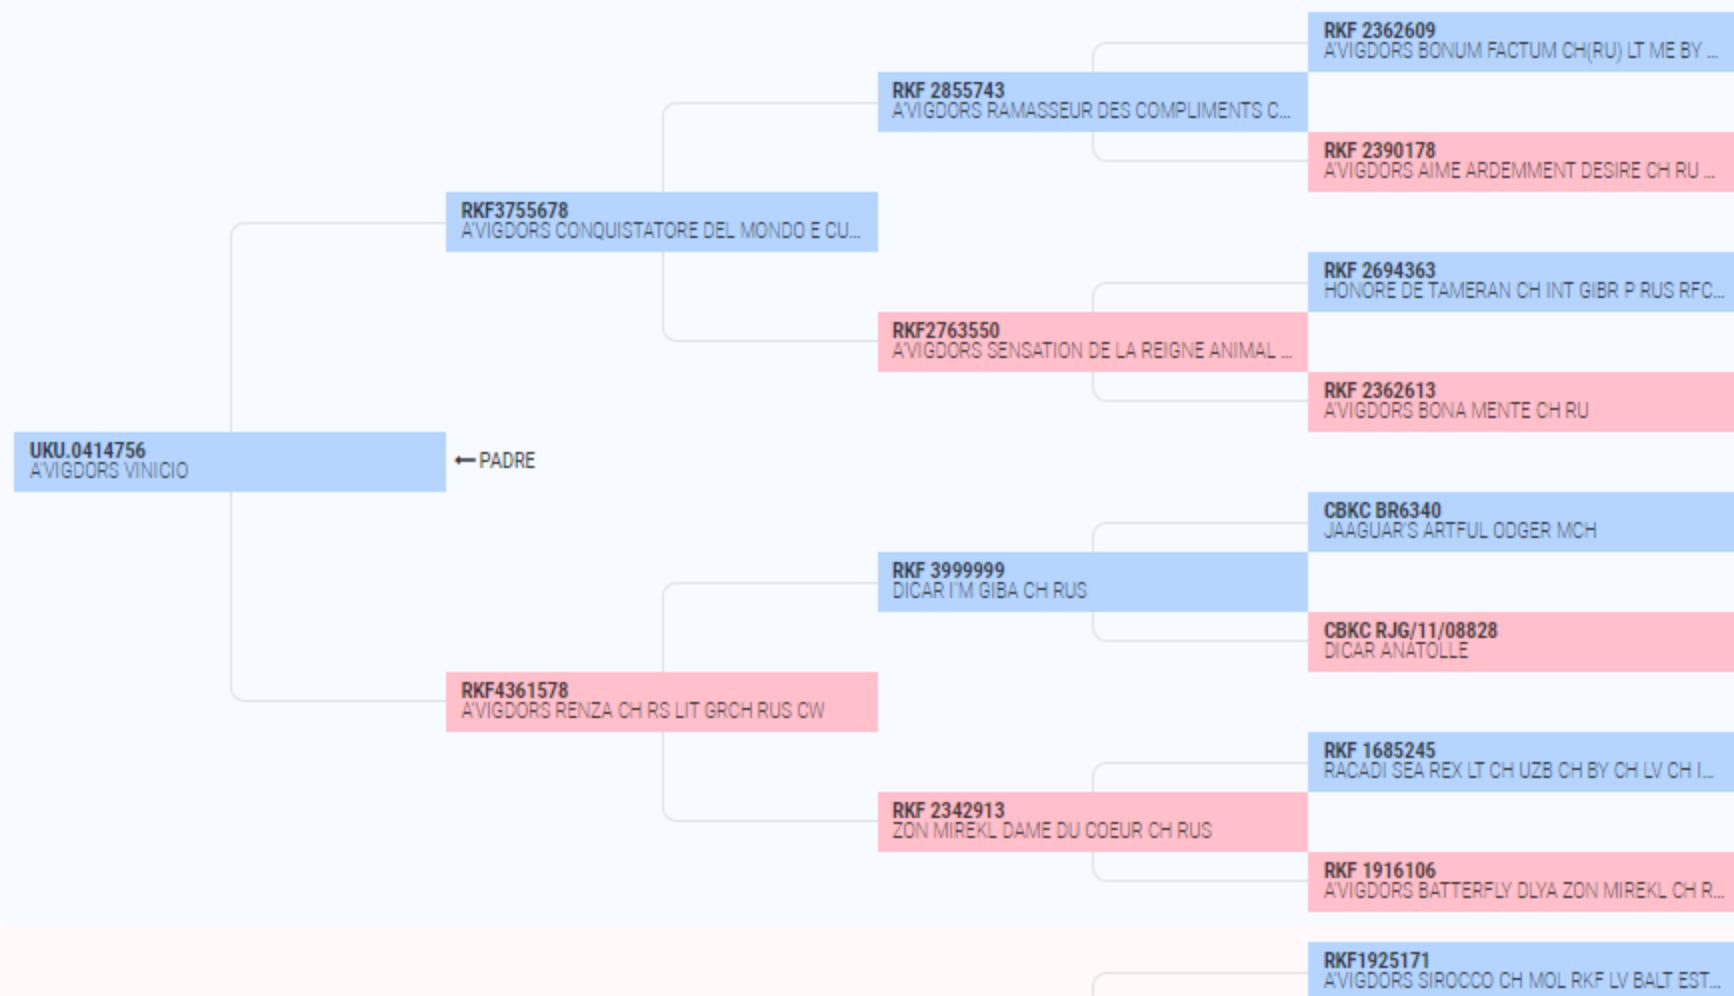 RKF 2362609
A'VIGDORS BONUM FACTUM CH(RU) LT ME BY ...
RKF 2855743
A'VIGDORS RAMASSEUR DES COMPLIMENTS C...
RKF 2390178
A'VIGDORS AIME ARDEMMENT DESIRE CH RU ...
RKF3755678
A'VIGDORS CONQUISTATORE DEL MONDO E CU...
RKF 2694363
HONORE DE TAMERAN CH INT GIBR P RUS RFC...
RKF2763550
A'VIGDORS SENSATION DE LA REIGNE ANIMAL ...
RKF 2362613
A'VIGDORS BONA MENTE CH RU
UKU.0414756
A'VIGDORS VINICIO
PADRE
CBKC BR6340
JAAGUAR'S ARTFUL ODGER MCH
RKF 3999999
DICAR I'M GIBA CH RUS
CBKC RJG/11/08828
DICAR ANATOLLE
RKF4361578
A'VIGDORS RENZA CH RS LIT GRCH RUS CW
RKF 1685245
RACADI SEA REX LT CH UZB CH BY CH LV CH I...
RKF 2342913
ZON MIREKL DAME DU COEUR CH RUS
RKF 1916106
A'VIGDORS BATTERFLY DLYA ZON MIREKL CH R...
RKF1925171
A'VIGDORS SIROCCO CH MOL RKF LV BALT EST...